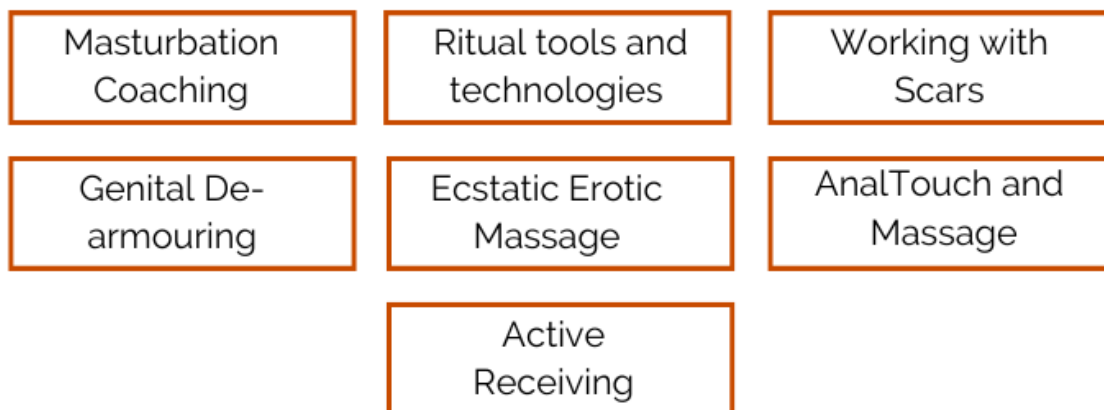 Masturbation
Coaching
Ritual tools and
technologies
Working with
Scars
Genital De-
armouring
Ecstatic Erotic
Massage
AnalTouch and
Massage
Active
Receiving